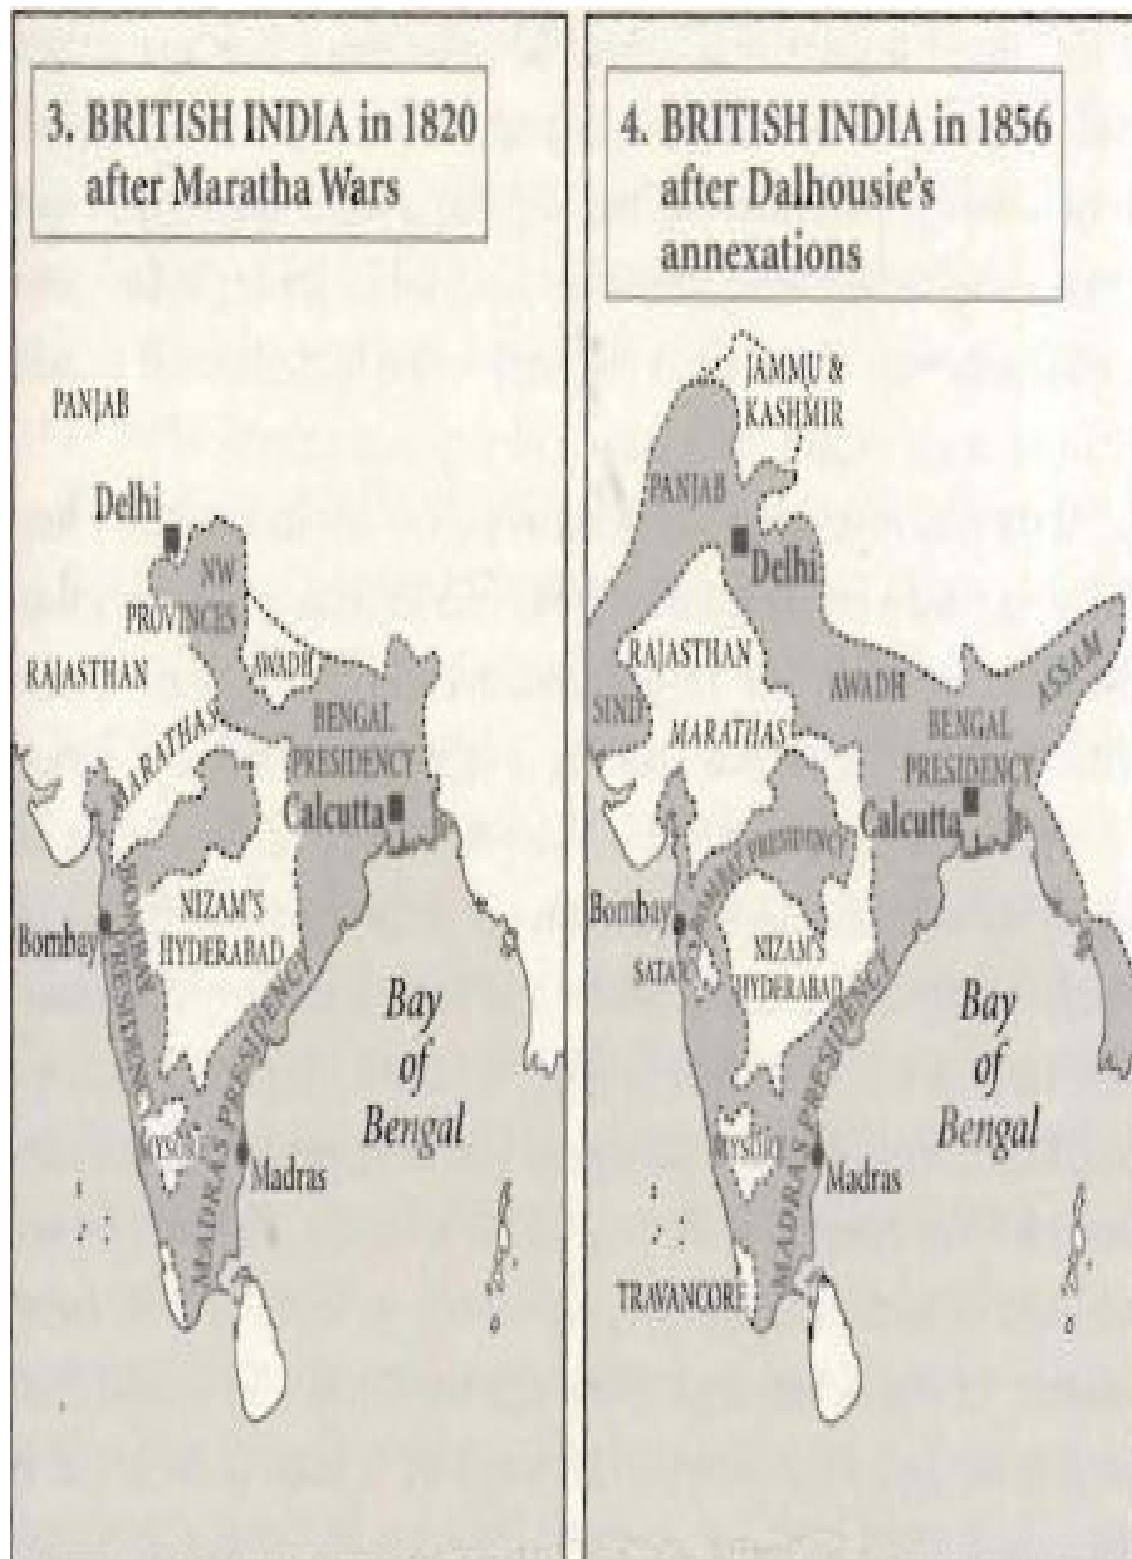 3. BRITISH INDIA in 1820
after Maratha Wars
PANJAB
Delhi
NW
PROVINCES
RAJASTHAN
AWADH
MARATHAS
BENGAL
PRESIDENCY
Calcutta
NIZAM'S
HYDERABAD
Bombay
BOMBAY PRESIDENCY
MADRAS PRESIDENCY
Bay
of
Bengal
MYSORE
Madras
4. BRITISH INDIA in 1856
after Dalhousie's
annexations
JAMMU &
KASHMIR
PANJAB
Delhi
RAJASTHAN
AWADH
ASSAM
SIND
MARATHAS
BENGAL
PRESIDENCY
Calcutta
BOMBAY PRESIDENCY
Bombay
NIZAM'S
HYDERABAD
MADRAS PRESIDENCY
Bay
of
Bengal
MYSORE
Madras
TRAVANCORE